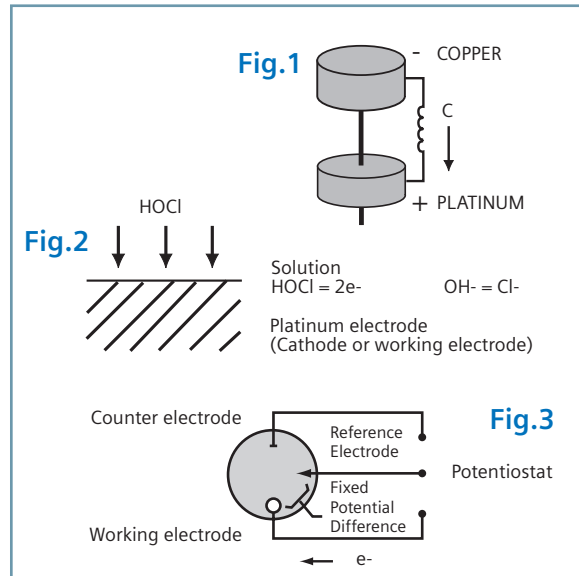 Fig.1
- COPPER
C
+ PLATINUM
HOCl
Fig.2
Solution
HOCl = 2e- OH- = Cl-
Platinum electrode
(Cathode or working electrode)
Fig.3
Counter electrode
Reference
Electrode
Potentiostat
Fixed
Potential
Difference
Working electrode
e-